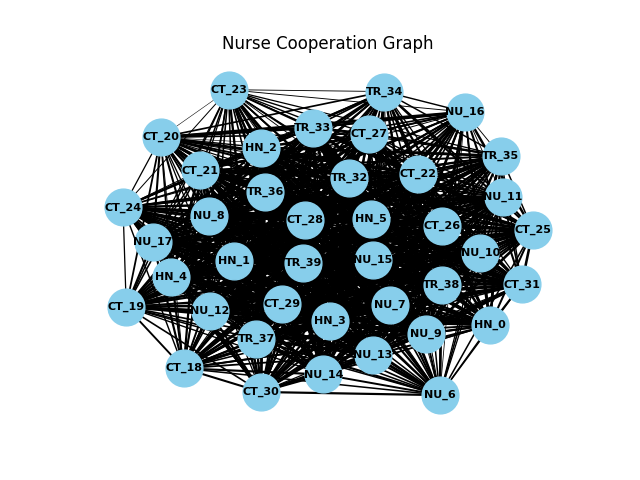 Nurse Cooperation Graph
CT_23
TR_34
NU_16
TR_33
CT_27
CT_20
HN_2
TR_35
CT_21
CT_22
TR_32
TR_36
NU_11
CT_24
NU_8
CT_28
HN_5
CT_26
CT_25
NU_17
NU_10
HN_1
TR_39
NU_15
HN_4
TR_38
CT_31
CT_19
CT_29
NU_7
NU_12
HN_3
HN_0
NU_9
TR_37
NU_13
CT_18
NU_14
CT_30
NU_6